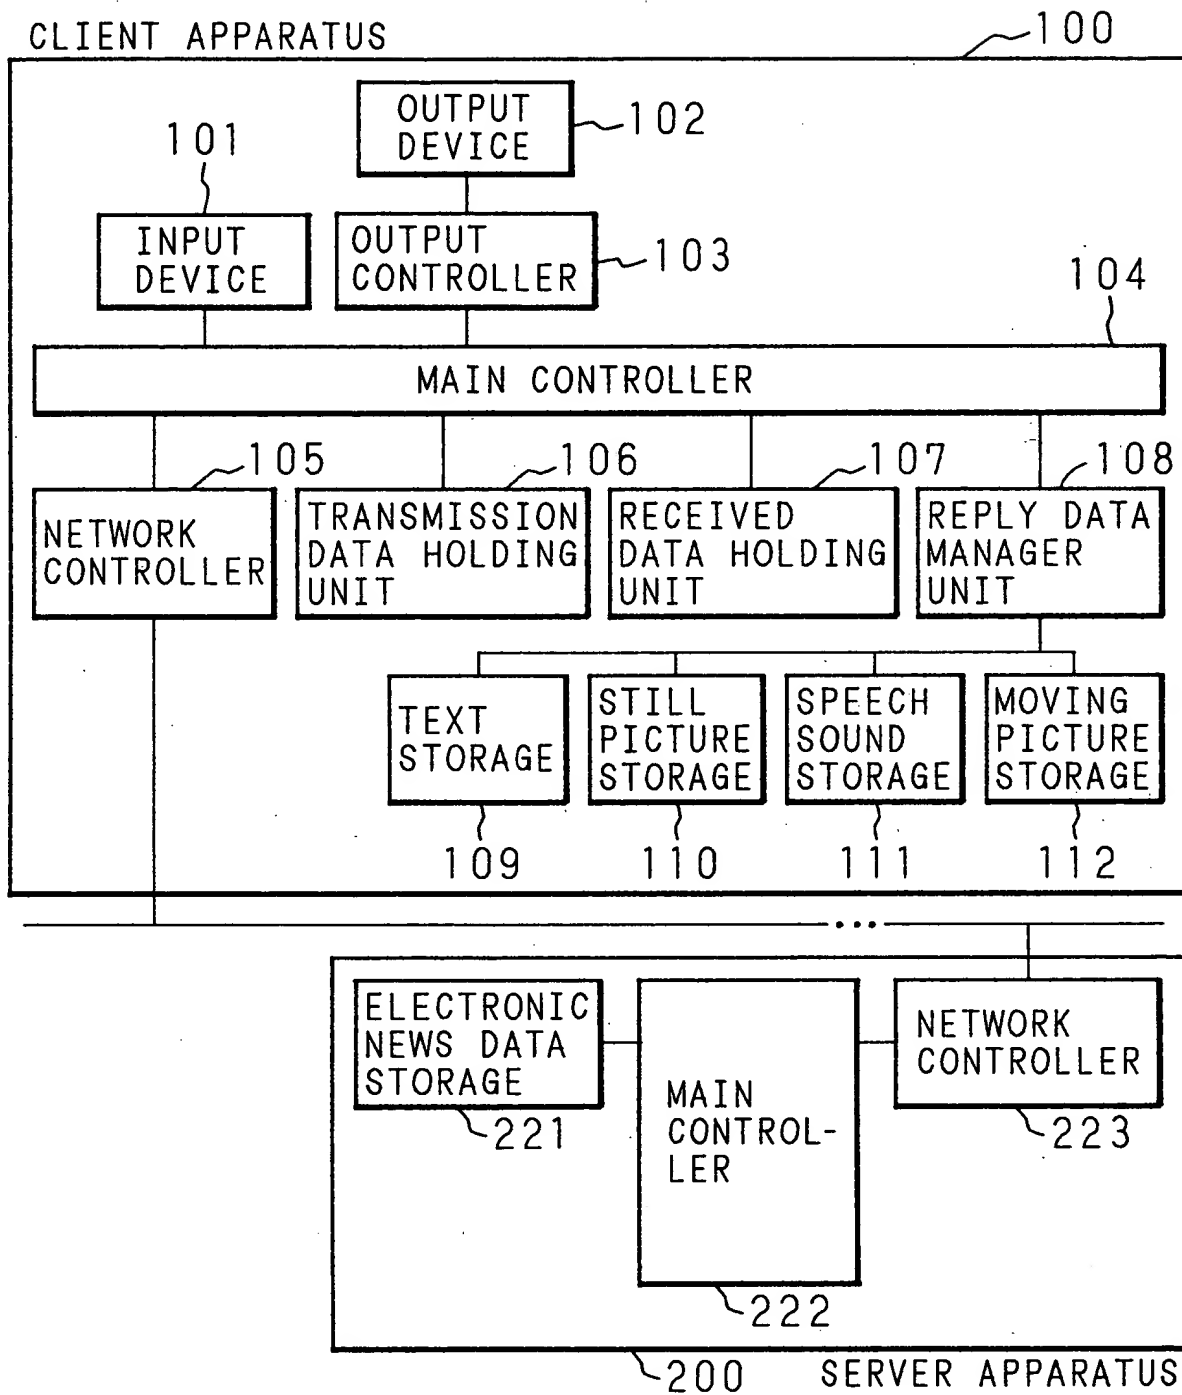 CLIENT APPARATUS
100
OUTPUT
DEVICE
102
101
INPUT
DEVICE
OUTPUT
CONTROLLER
103
104
MAIN CONTROLLER
105
106
107
108
NETWORK
CONTROLLER
TRANSMISSION
DATA HOLDING
UNIT
RECEIVED
DATA HOLDING
UNIT
REPLY DATA
MANAGER
UNIT
TEXT
STORAGE
STILL
PICTURE
STORAGE
SPEECH
SOUND
STORAGE
MOVING
PICTURE
STORAGE
109
110
111
112
...
ELECTRONIC
NEWS DATA
STORAGE
221
MAIN
CONTROL-
LER
222
NETWORK
CONTROLLER
223
200
SERVER APPARATUS